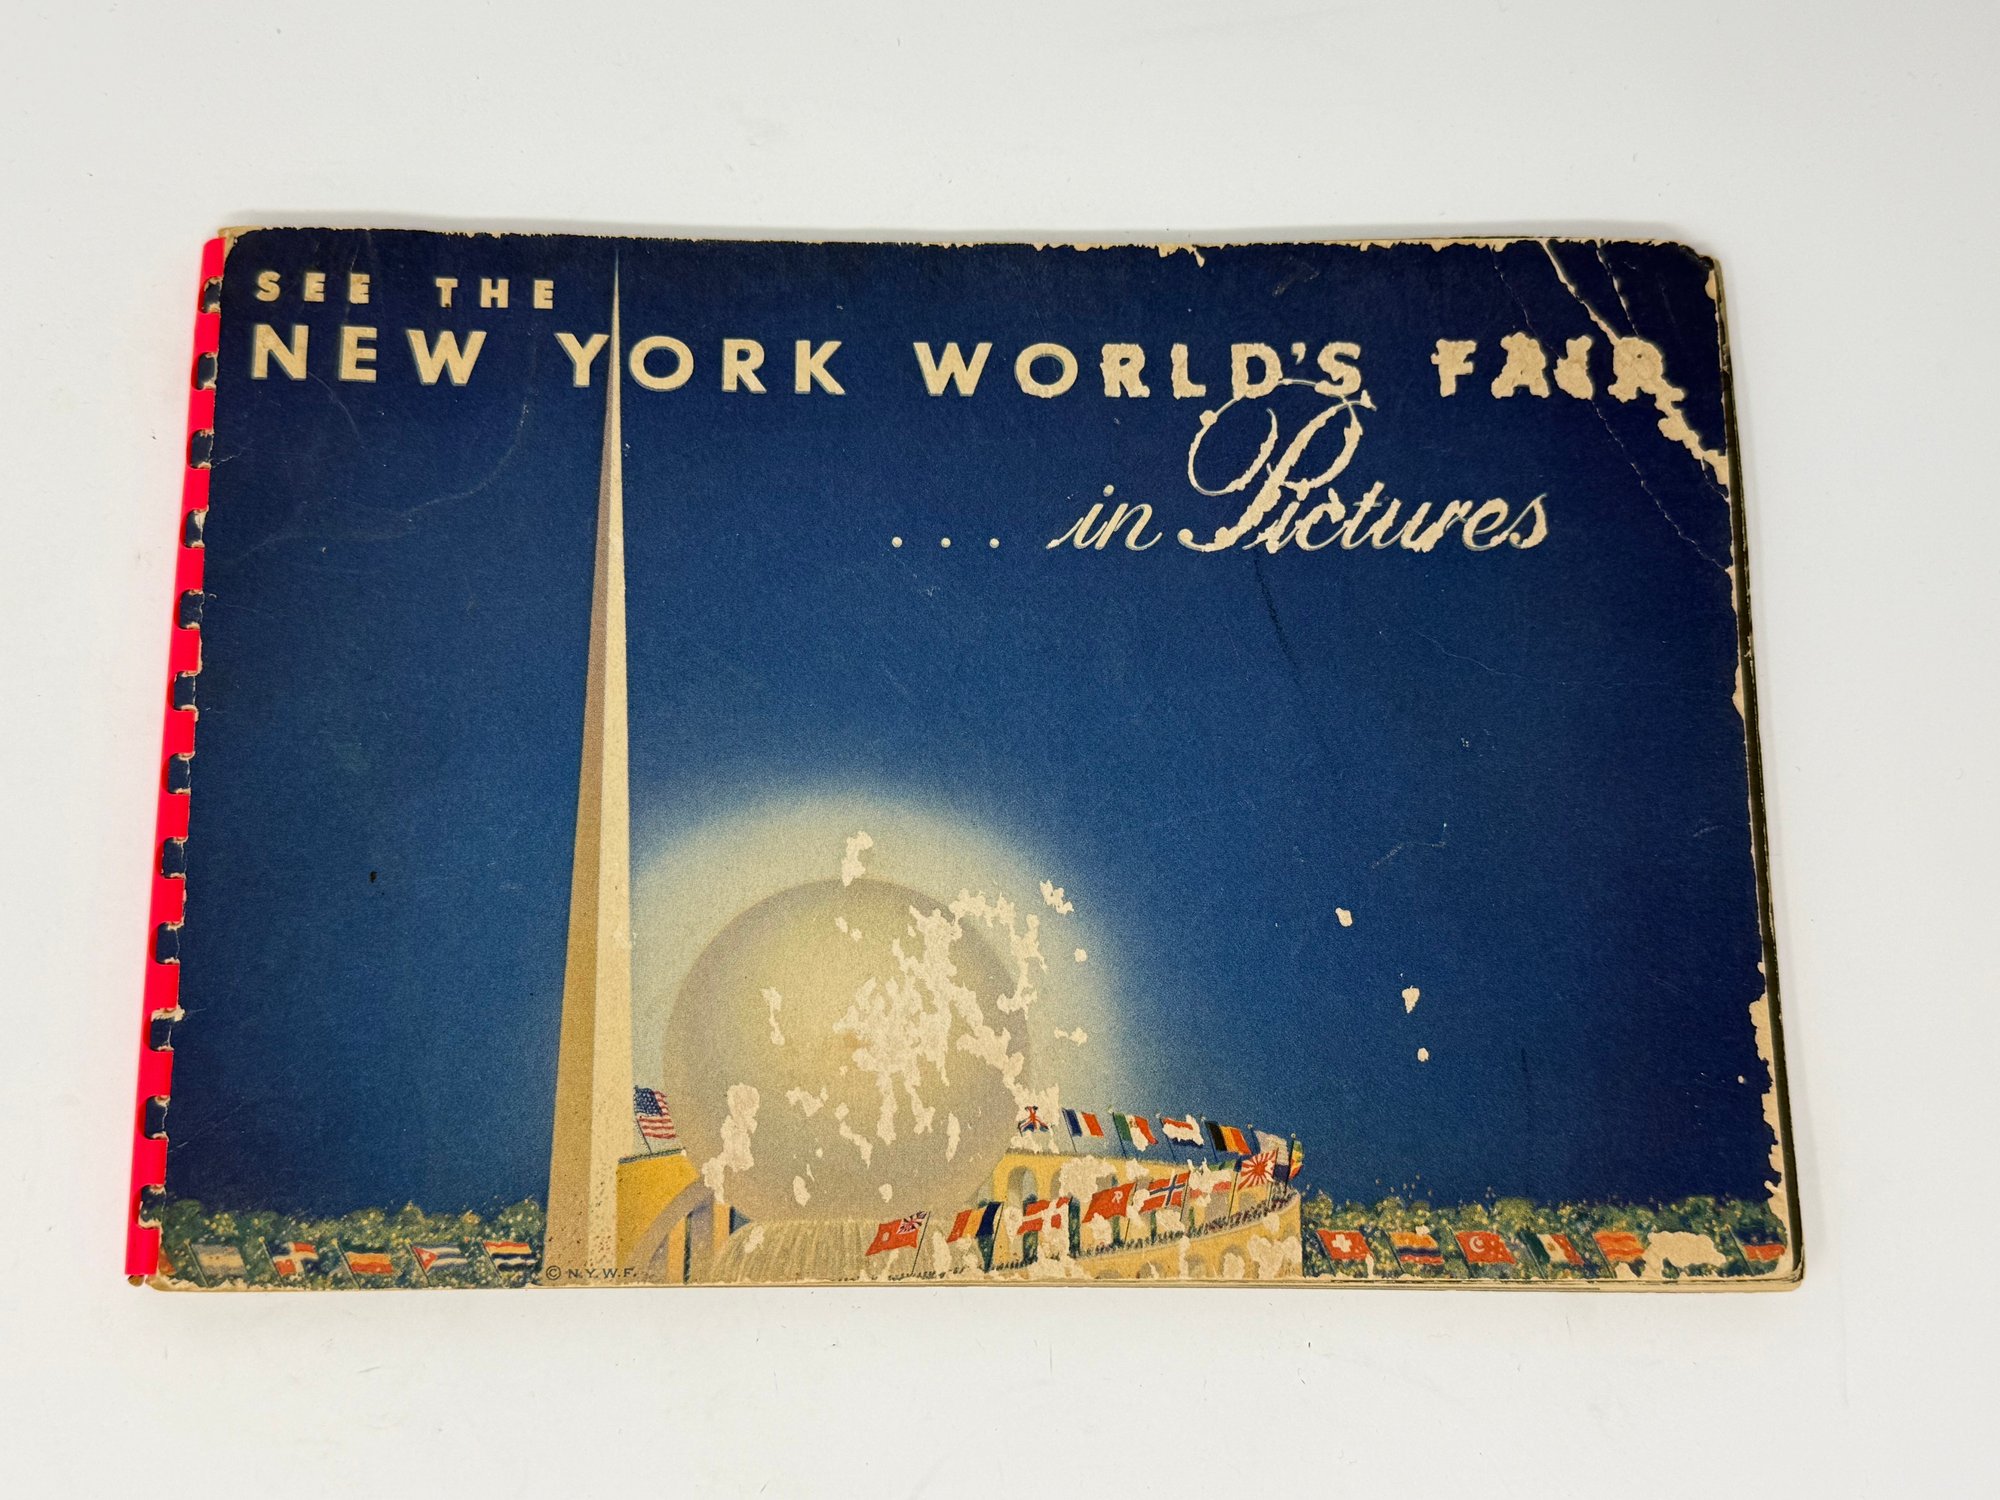 SEE THE
NEW YORK WORLD'S FAIR
... in Pictures
© N.Y.W.F.